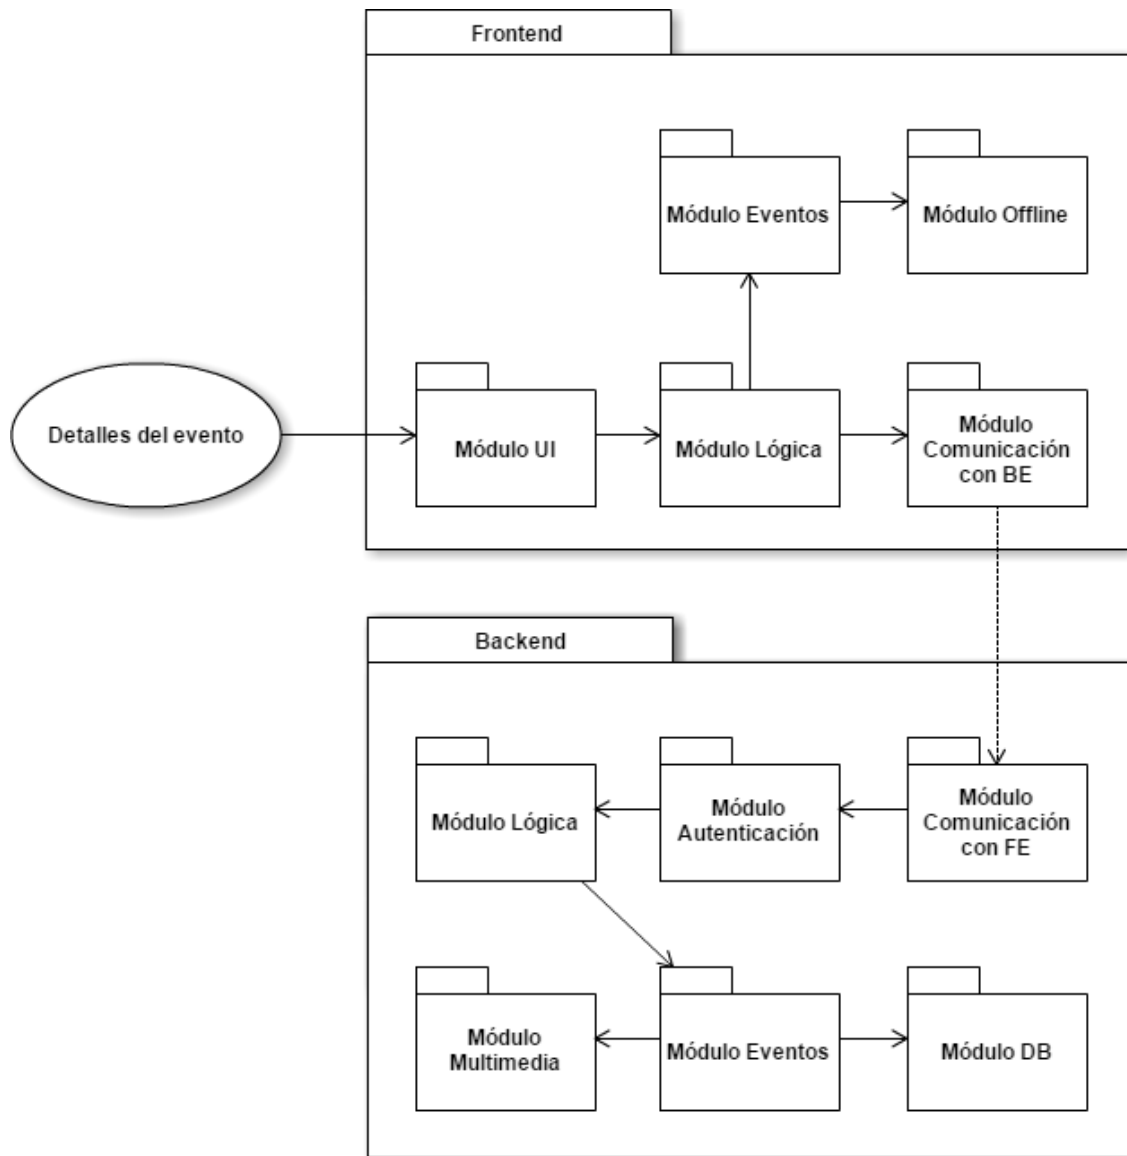 Frontend
Módulo Eventos
Módulo Offline
Detalles del evento
Módulo UI
Módulo Lógica
Módulo
Comunicación
con BE
Backend
Módulo Lógica
Módulo
Autenticación
Módulo
Comunicación
con FE
Módulo
Multimedia
Módulo Eventos
Módulo DB